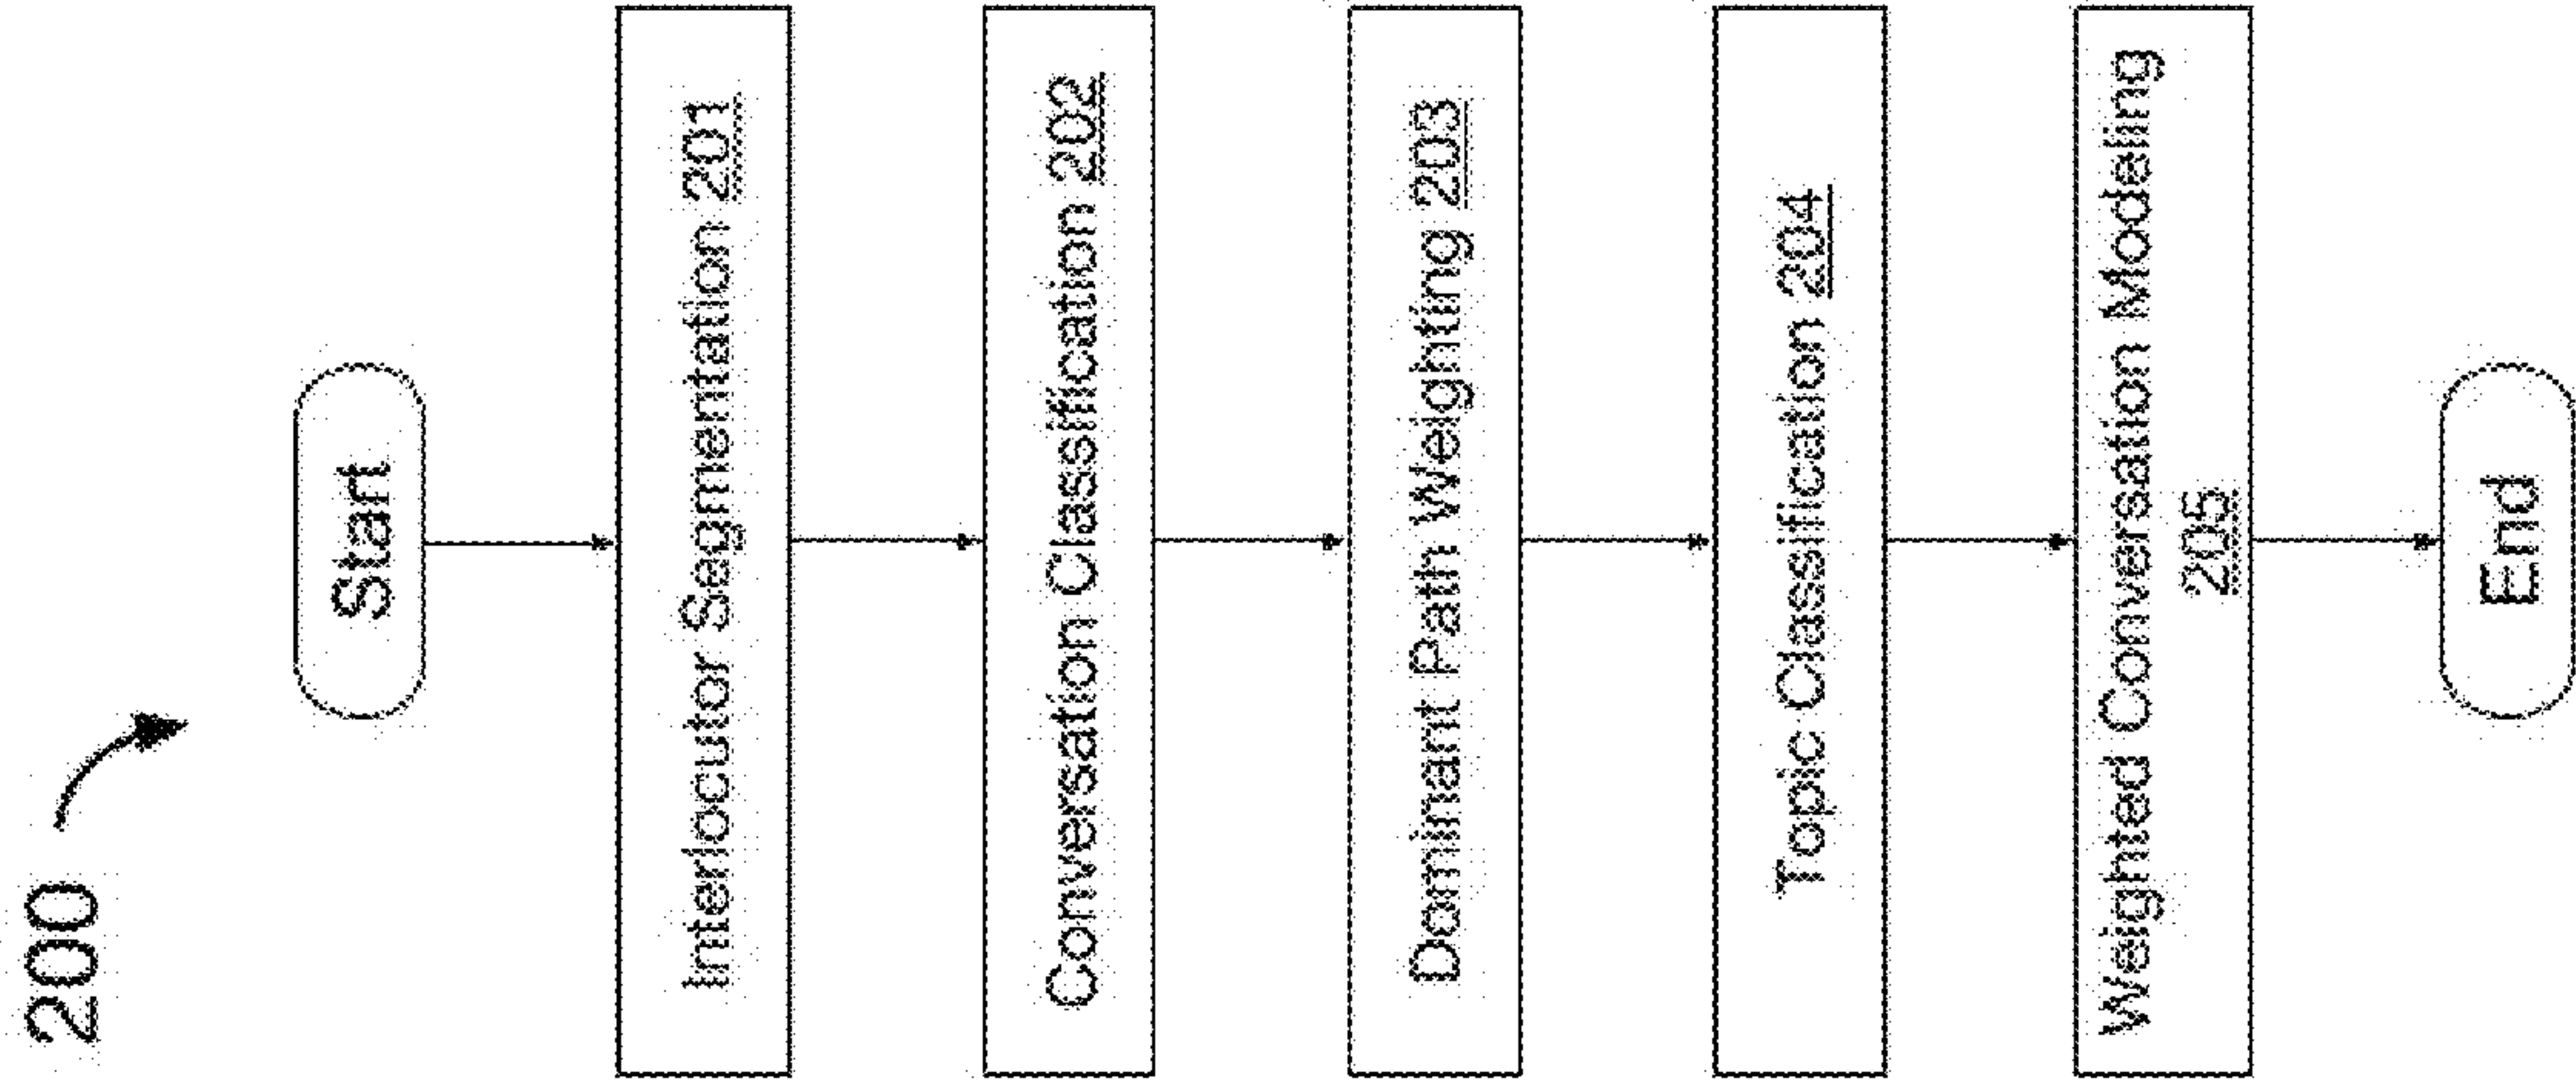 200
Start
Interlocutor Segmentation 201
Conversation Classification 202
Dominant Path Weighting 203
Topic Classification 204
Weighted Conversation Modeling
205
End